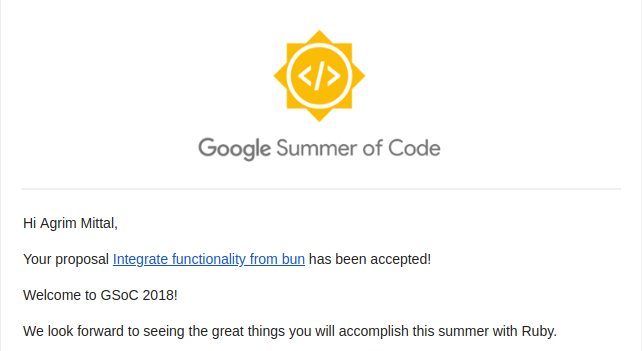 </>
Google Summer of Code
Hi Agrim Mittal,
Your proposal Integrate functionality from bun has been accepted!
Welcome to GSoC 2018!
We look forward to seeing the great things you will accomplish this summer with Ruby.